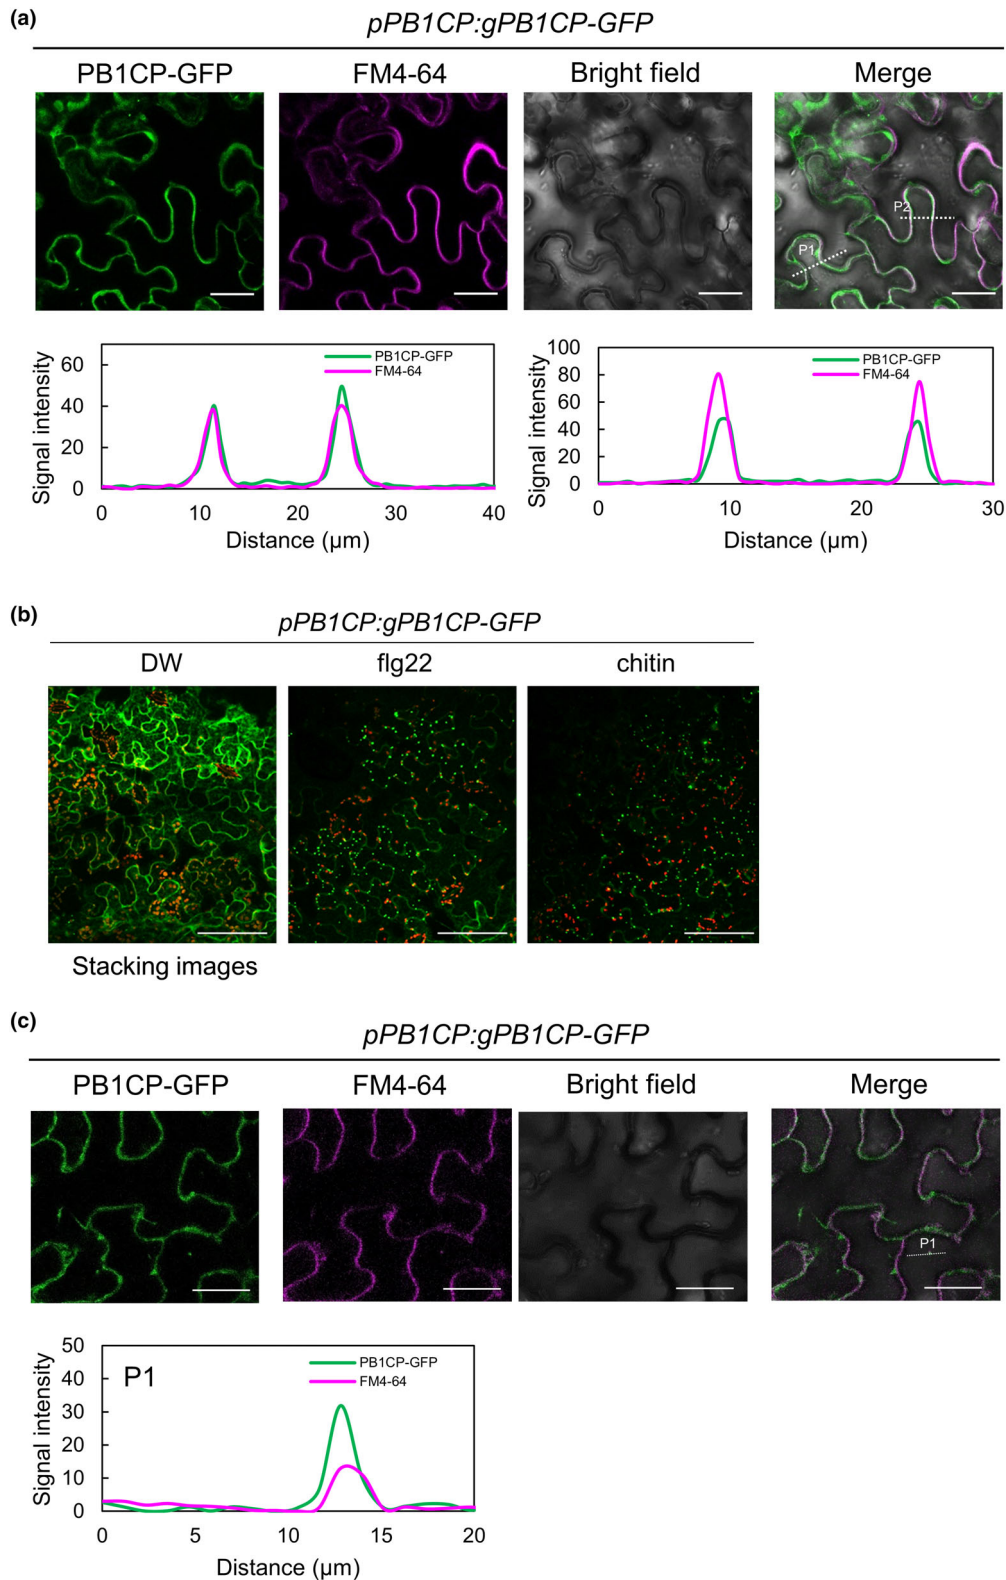 (a)
pPB1CP:gPB1CP-GFP
PB1CP-GFP FM4-64 Bright field Merge
P2
P1
Signal intensity
60
40
20
0
PB1CP-GFP
FM4-64
0 10 20 30 40
Distance (µm)
Signal intensity
100
80
60
40
20
0
PB1CP-GFP
FM4-64
0 10 20 30
Distance (µm)
(b)
pPB1CP:gPB1CP-GFP
DW flg22 chitin
Stacking images
(c)
pPB1CP:gPB1CP-GFP
PB1CP-GFP FM4-64 Bright field Merge
P1
Signal intensity
50
40
30
20
10
0
P1
PB1CP-GFP
FM4-64
0 5 10 15 20
Distance (µm)